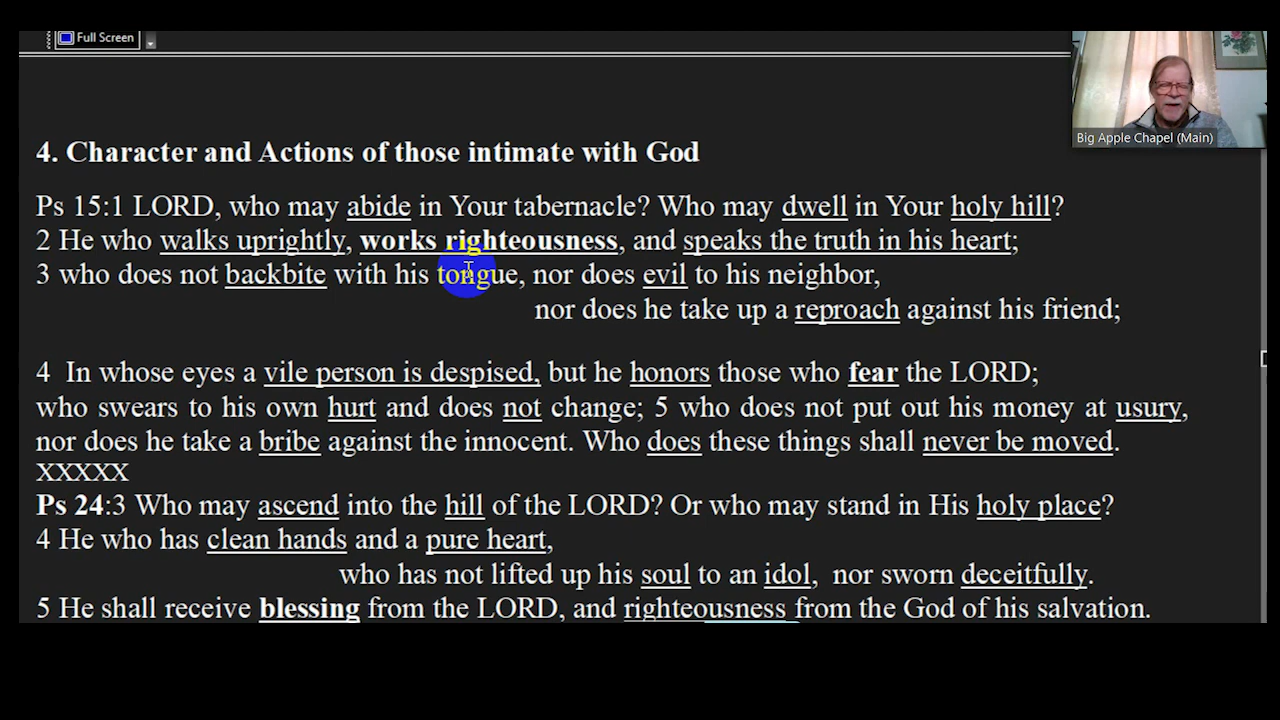 Full Screen
Big Apple Chapel (Main)
4. Character and Actions of those intimate with God
Ps 15:1 LORD, who may abide in Your tabernacle? Who may dwell in Your holy hill?
2 He who walks uprightly, works righteousness, and speaks the truth in his heart;
3 who does not backbite with his tongue, nor does evil to his neighbor,
nor does he take up a reproach against his friend;
4 In whose eyes a vile person is despised, but he honors those who fear the LORD;
who swears to his own hurt and does not change; 5 who does not put out his money at usury,
nor does he take a bribe against the innocent. Who does these things shall never be moved.
XXXXX
Ps 24:3 Who may ascend into the hill of the LORD? Or who may stand in His holy place?
4 He who has clean hands and a pure heart,
who has not lifted up his soul to an idol, nor sworn deceitfully.
5 He shall receive blessing from the LORD, and righteousness from the God of his salvation.